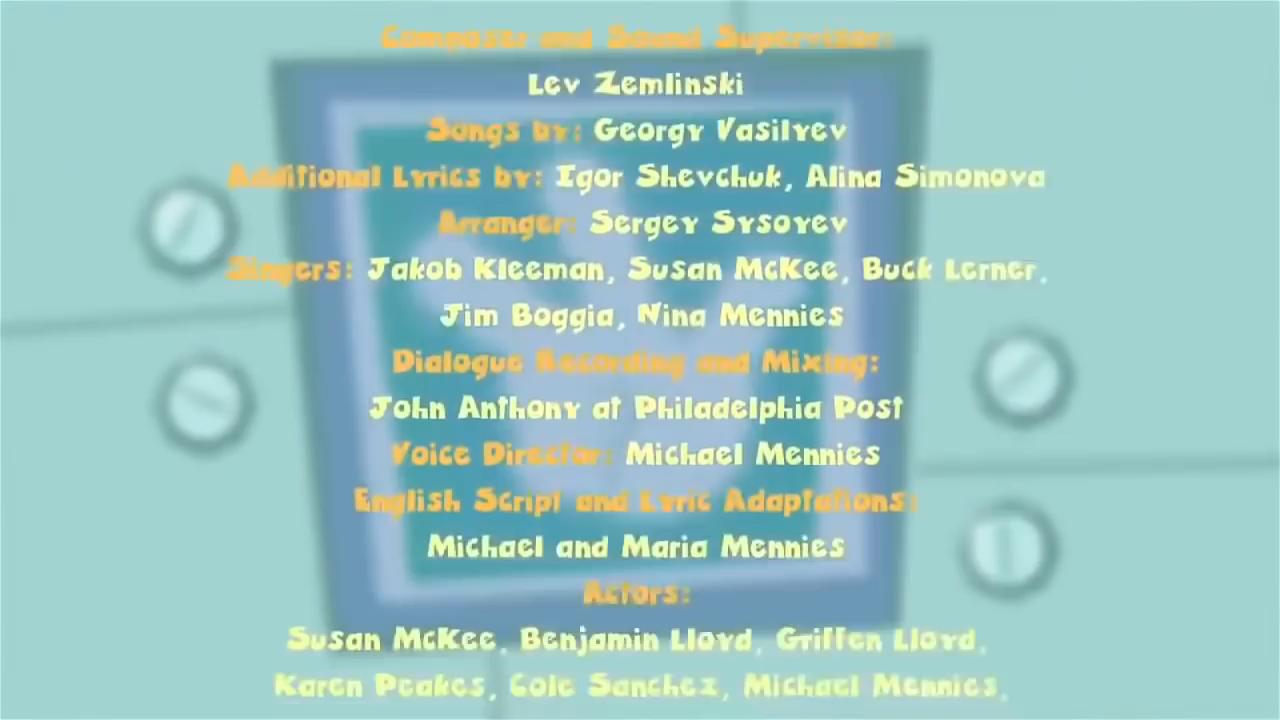 Composer and Sound Supervisor:
Lev Zemlinski
Songs by: Georgy Vasilyev
Additional Lyrics by: Igor Shevchuk, Alina Simonova
Arranger: Sergey Sysoyev
Singers: Jakob Kleeman, Susan McKee, Buck Lerner,
Jim Boggia, Nina Mennies
Dialogue Recording and Mixing:
John Anthony at Philadelphia Post
Voice Director: Michael Mennies
English Script and Lyric Adaptations:
Michael and Maria Mennies
Actors:
Susan McKee, Benjamin Lloyd, Griffen Lloyd,
Karen Peakes, Cole Sanchez, Michael Mennies,